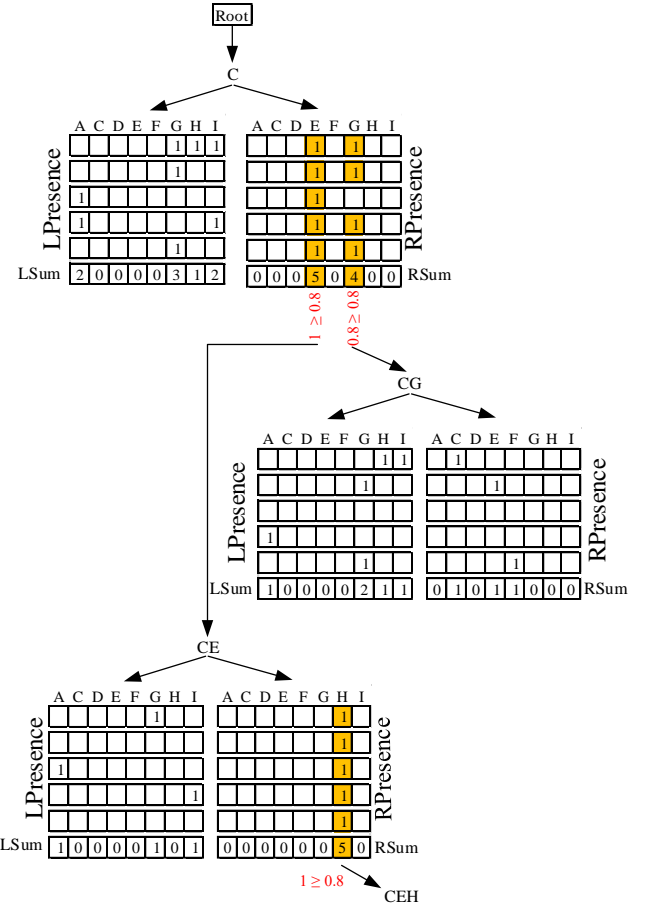 Root
C
A C D E F G H I
A C D E F G H I
LPresence
RPresence
1 1 1
1 1
1
1 1
1
1
1 1
1 1
1
1 1
LSum 2 0 0 0 0 3 1 2
0 0 0 5 0 4 0 0 RSum
1 ≥ 0.8
0.8 ≥ 0.8
CG
A C D E F G H I
A C D E F G H I
LPresence
RPresence
1 1
1
1
1
1
1
1
LSum 1 0 0 0 0 2 1 1
0 1 0 1 1 0 0 0 RSum
CE
A C D E F G H I
A C D E F G H I
LPresence
RPresence
1
1
1
1
1
1
1
1
LSum 1 0 0 0 0 1 0 1
0 0 0 0 0 0 5 0 RSum
1 ≥ 0.8
CEH